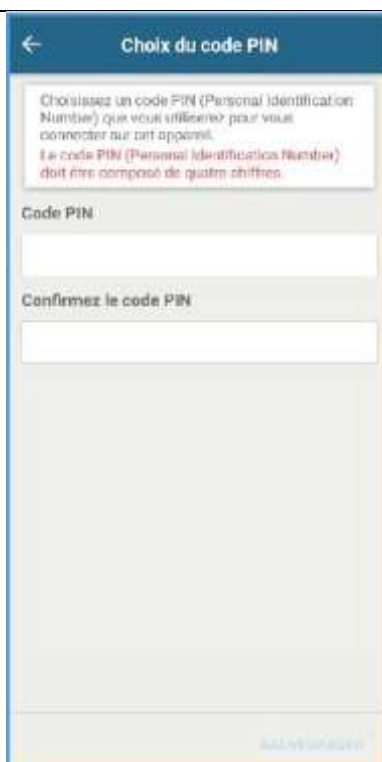 Choix du code PIN
Choisissez un code PIN (Personal Identification
Number) que vous utiliserez pour vous
connecter sur cet appareil.
Le code PIN (Personal Identification Number)
doit être composé de quatre chiffres.
Code PIN
Confirmez le code PIN